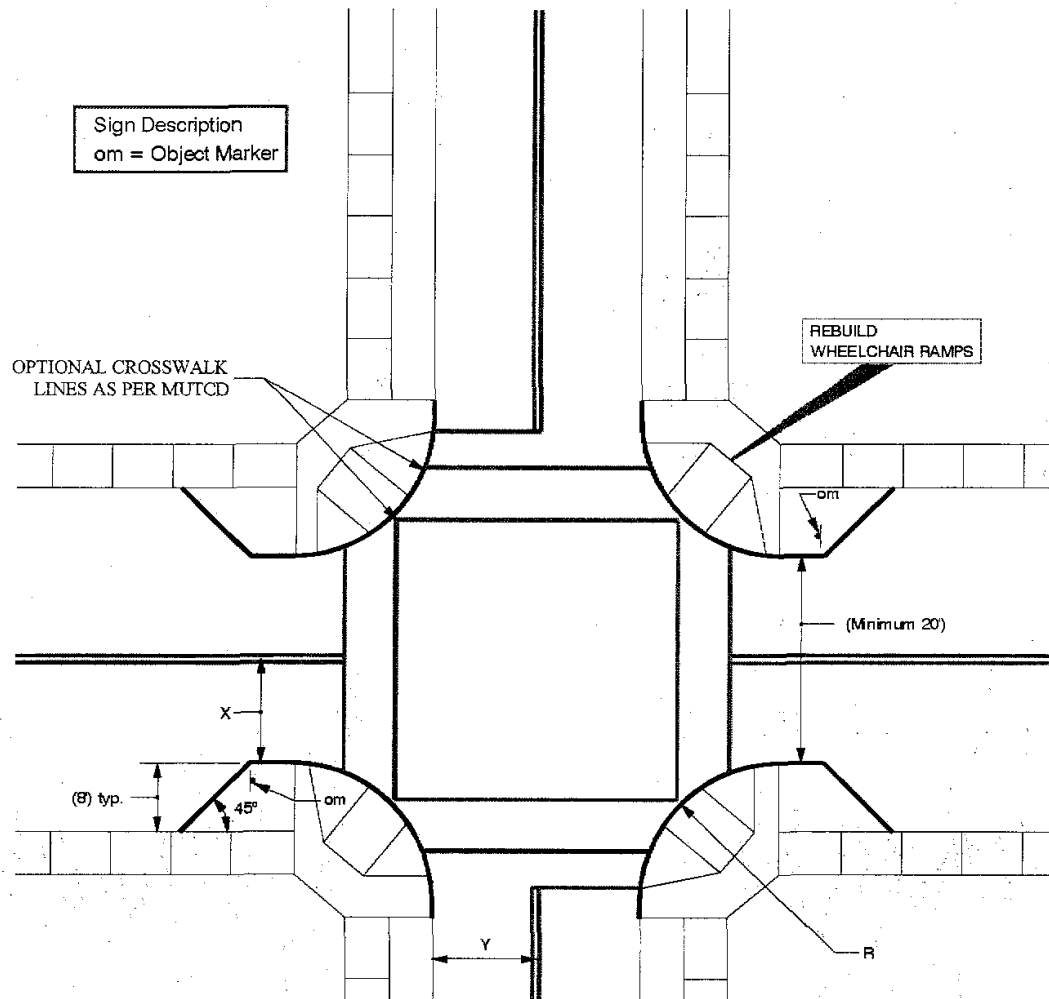 Sign Description
om = Object Marker
OPTIONAL CROSSWALK
LINES AS PER MUTCD
REBUILD
WHEELCHAIR RAMPS
om
(Minimum 20')
X
(8') typ.
45°
om
Y
R